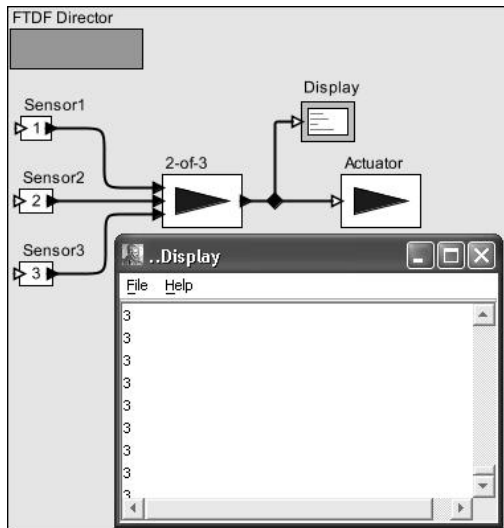 FTDF Director
Display
Sensor1
1
2-of-3
Actuator
Sensor2
2
Sensor3
3
..Display
File Help
3
3
3
3
3
3
3
3
3